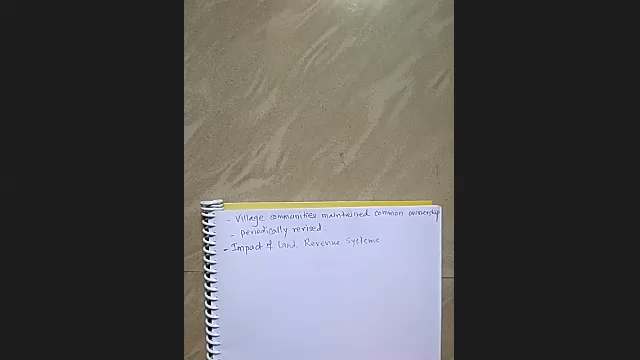 - Village communities maintained common ownership
- periodically revised.
- Impact of Land Revenue Systems